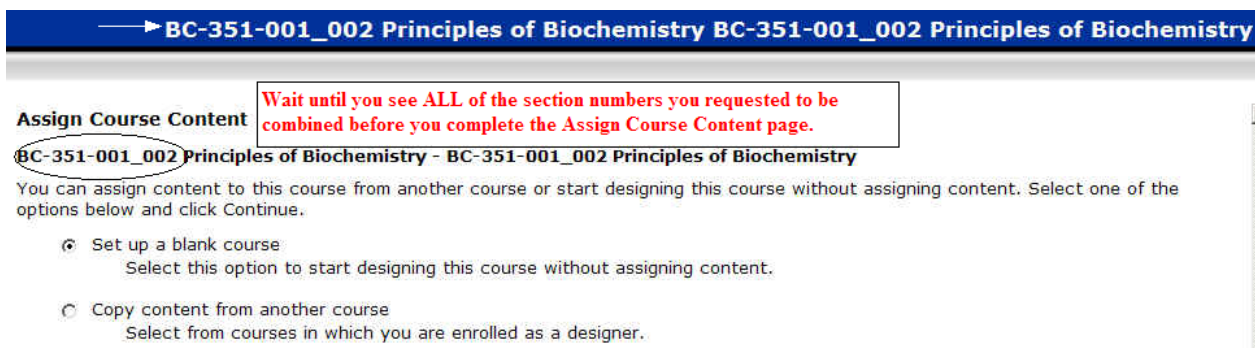 BC-351-001_002 Principles of Biochemistry BC-351-001_002 Principles of Biochemistry
Wait until you see ALL of the section numbers you requested to be
combined before you complete the Assign Course Content page.
Assign Course Content
BC-351-001_002 Principles of Biochemistry - BC-351-001_002 Principles of Biochemistry
You can assign content to this course from another course or start designing this course without assigning content. Select one of the
options below and click Continue.
Set up a blank course
Select this option to start designing this course without assigning content.
Copy content from another course
Select from courses in which you are enrolled as a designer.